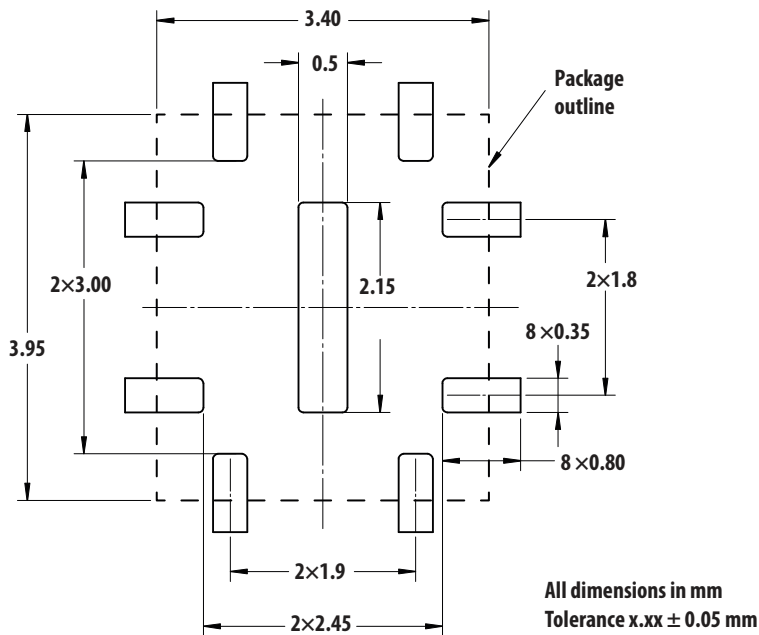 3.40
0.5
Package
outline
2×3.00
2.15
2×1.8
3.95
8 ×0.35
8 ×0.80
2×1.9
2×2.45
All dimensions in mm
Tolerance x.xx ± 0.05 mm